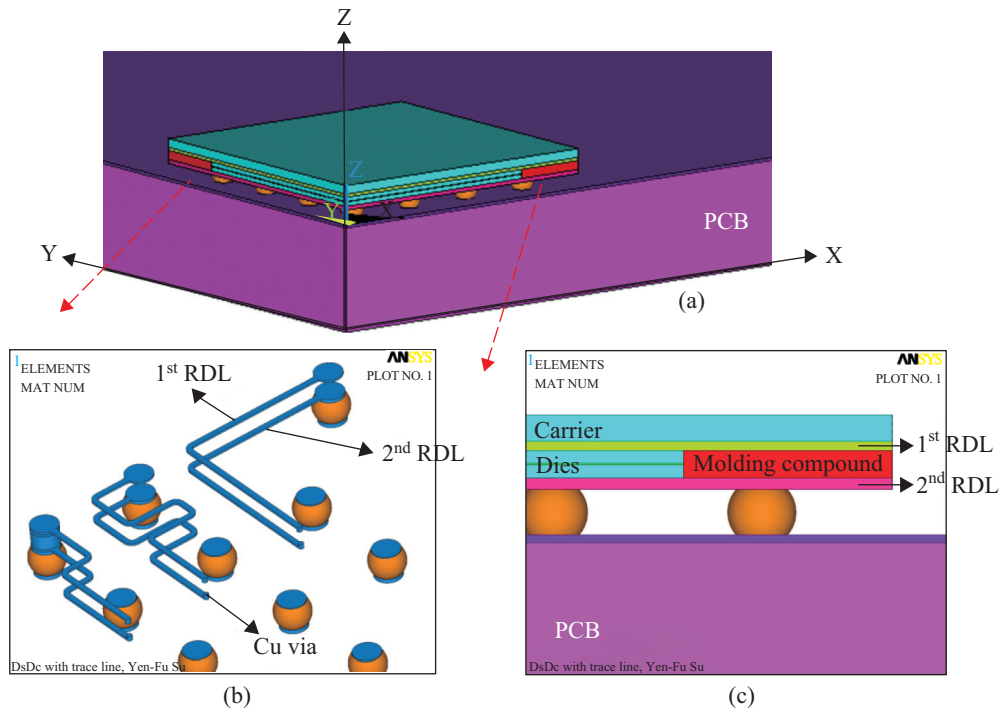 Z
Z
Y
X
PCB
Y
X
(a)
1
ELEMENTS
MAT NUM
ANSYS
PLOT NO. 1
1st RDL
2nd RDL
Cu via
DsDc with trace line, Yen-Fu Su
(b)
1
ELEMENTS
MAT NUM
ANSYS
PLOT NO. 1
Carrier
1st RDL
Dies
Molding compound
2nd RDL
PCB
DsDc with trace line, Yen-Fu Su
(c)